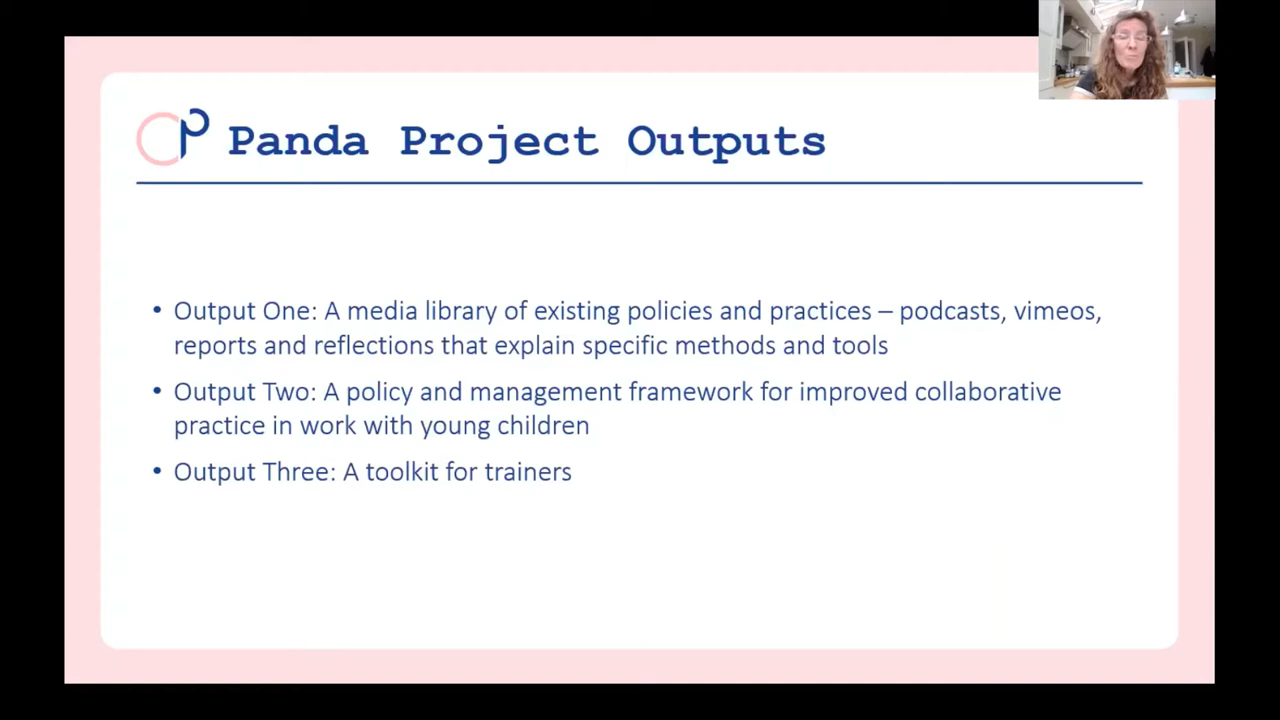 Panda Project Outputs
• Output One: A media library of existing policies and practices – podcasts, vimeos,
reports and reflections that explain specific methods and tools
• Output Two: A policy and management framework for improved collaborative
practice in work with young children
• Output Three: A toolkit for trainers